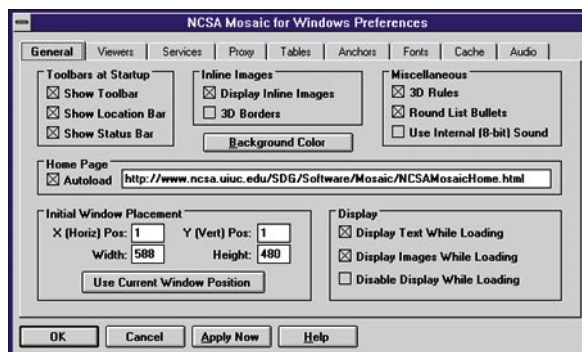 NCSA Mosaic for Windows Preferences
General Viewers Services Proxy Tables Anchors Fonts Cache Audio
Toolbars at Startup
Show Toolbar
Show Location Bar
Show Status Bar
Inline Images
Display Inline Images
3D Borders
Background Color
Miscellaneous
3D Rules
Round List Bullets
Use Internal (8-bit) Sound
Home Page
Autoload http://www.ncsa.uiuc.edu/SDG/Software/Mosaic/NCSAMosaicHome.html
Initial Window Placement
X (Horiz) Pos: 1 Y (Vert) Pos: 1
Width: 588 Height: 480
Use Current Window Position
Display
Display Text While Loading
Display Images While Loading
Disable Display While Loading
OK Cancel Apply Now Help